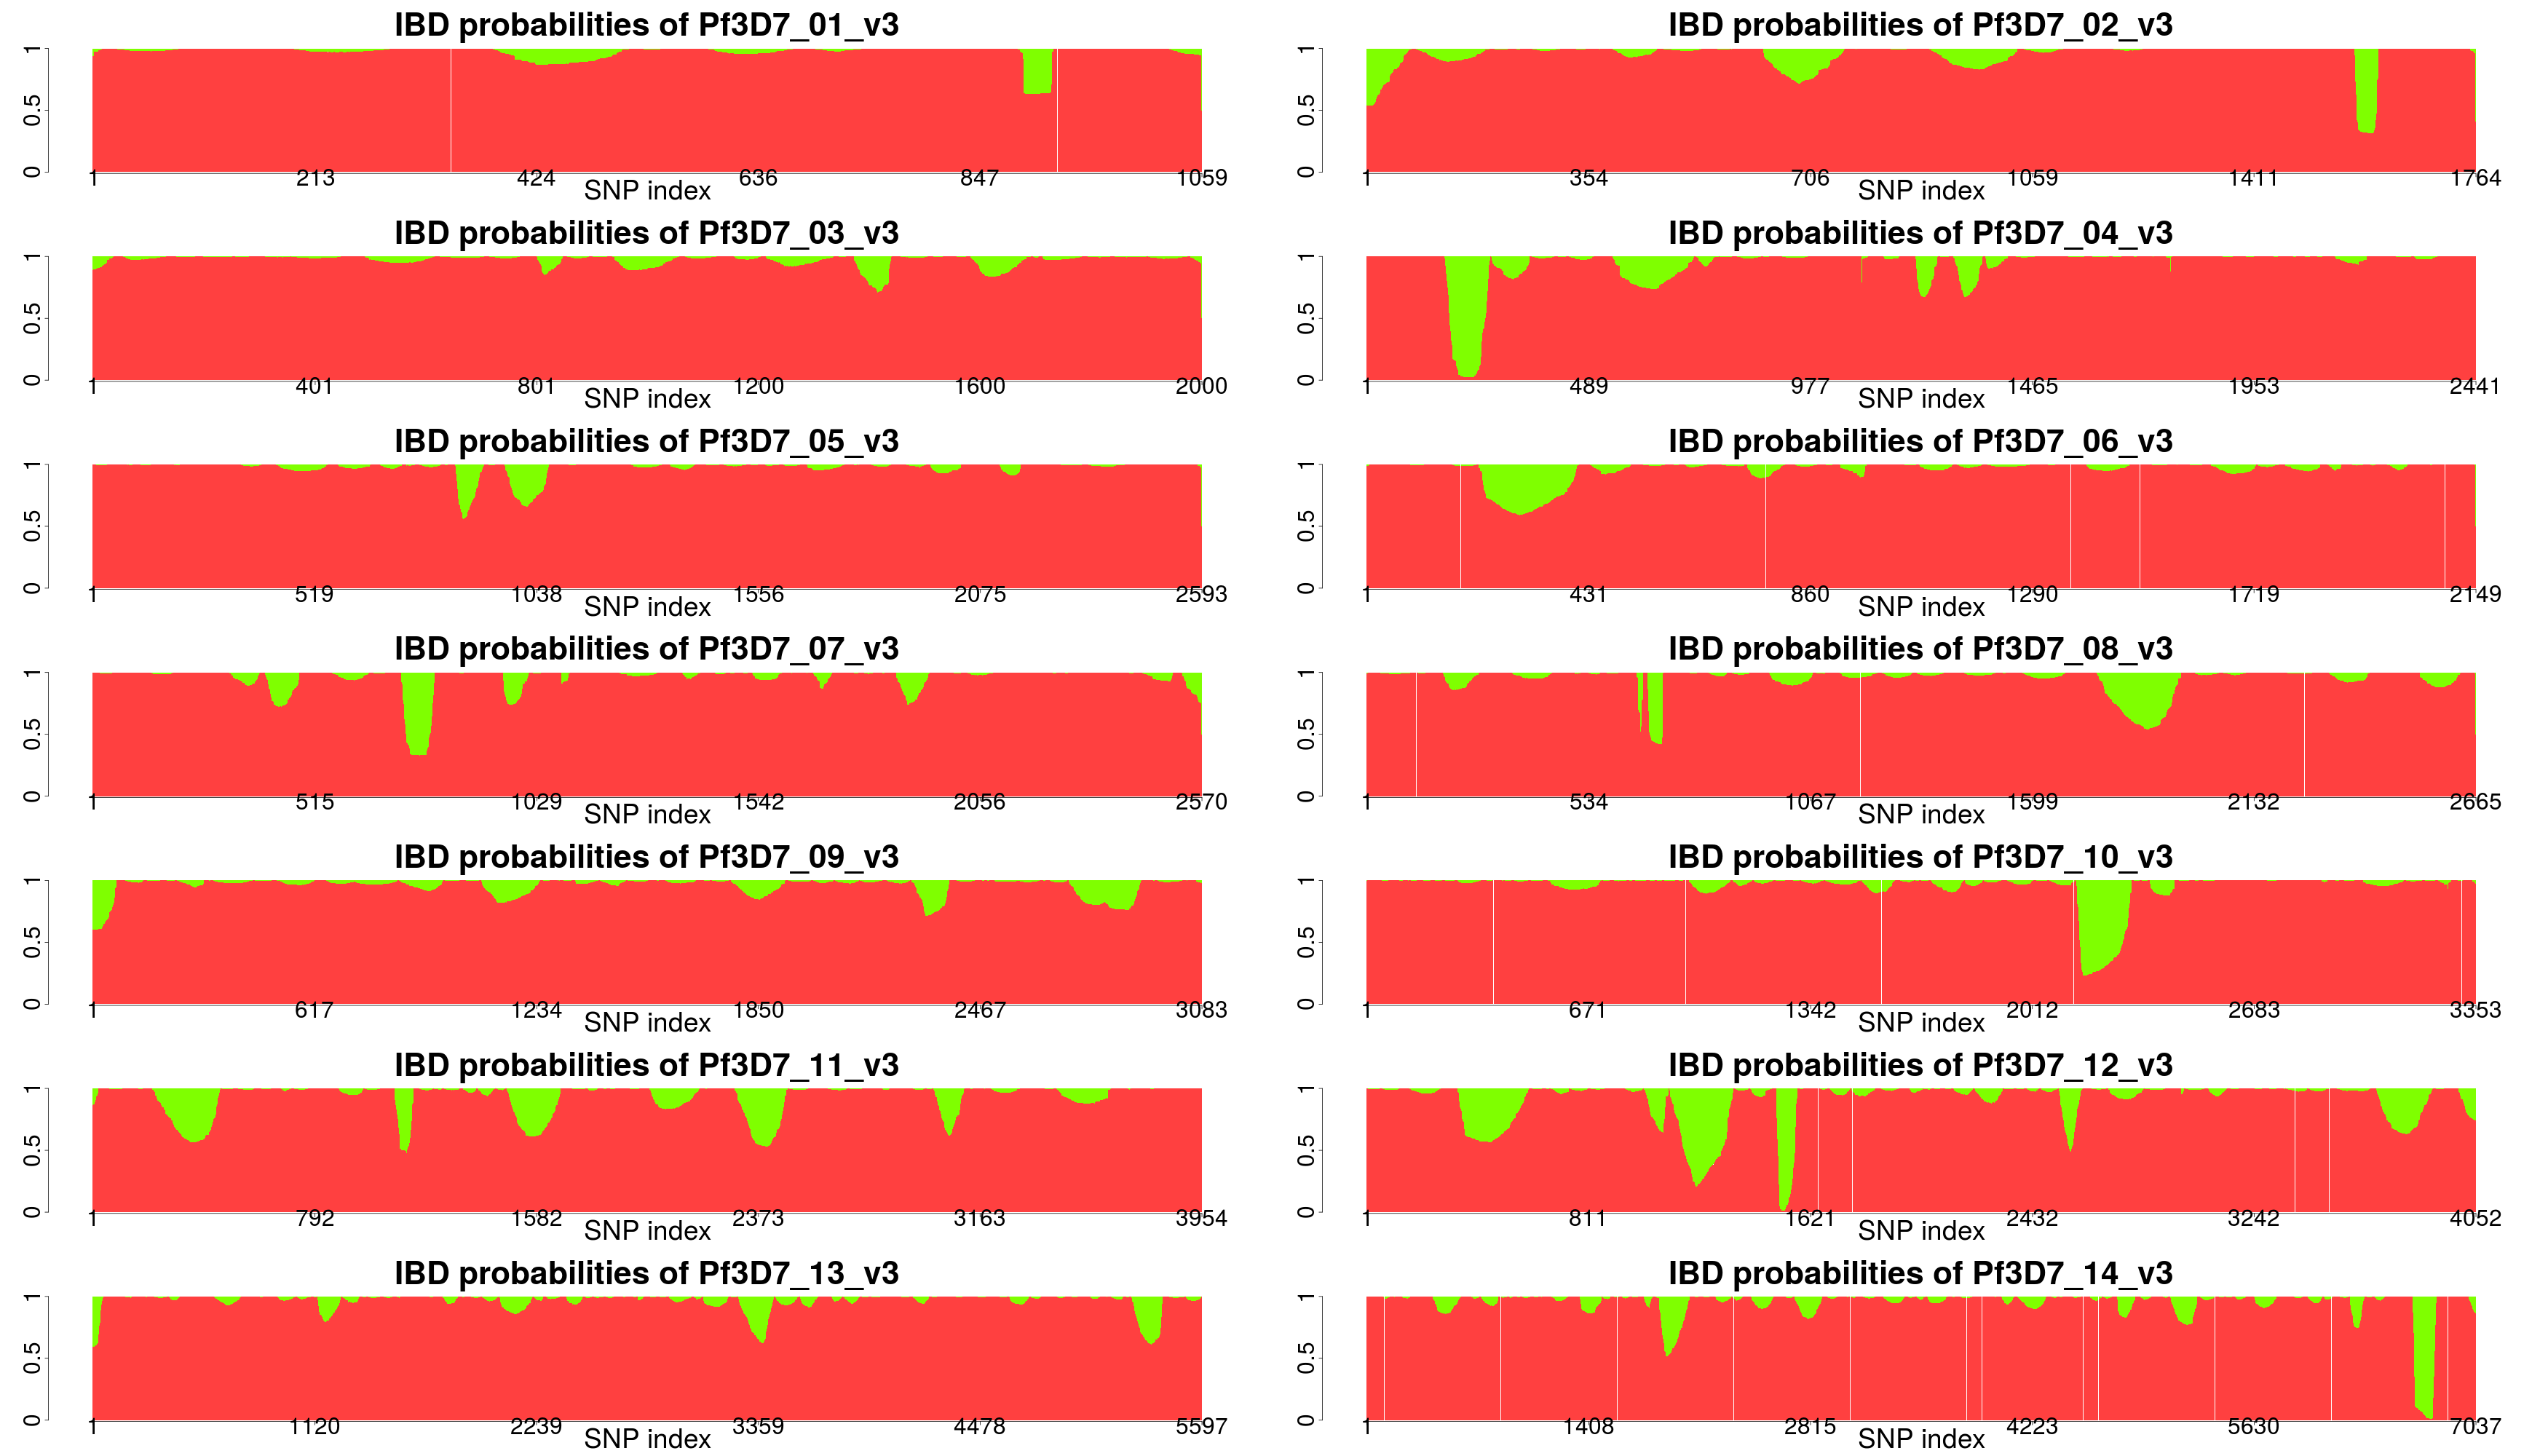 IBD probabilities of Pf3D7_01_v3
0 0.5 1
1 213 424 636 847 1059
SNP index
IBD probabilities of Pf3D7_02_v3
0 0.5 1
1 354 706 1059 1411 1764
SNP index
IBD probabilities of Pf3D7_03_v3
0 0.5 1
1 401 801 1200 1600 2000
SNP index
IBD probabilities of Pf3D7_04_v3
0 0.5 1
1 489 977 1465 1953 2441
SNP index
IBD probabilities of Pf3D7_05_v3
0 0.5 1
1 519 1038 1556 2075 2593
SNP index
IBD probabilities of Pf3D7_06_v3
0 0.5 1
1 431 860 1290 1719 2149
SNP index
IBD probabilities of Pf3D7_07_v3
0 0.5 1
1 515 1029 1542 2056 2570
SNP index
IBD probabilities of Pf3D7_08_v3
0 0.5 1
1 534 1067 1599 2132 2665
SNP index
IBD probabilities of Pf3D7_09_v3
0 0.5 1
1 617 1234 1850 2467 3083
SNP index
IBD probabilities of Pf3D7_10_v3
0 0.5 1
1 671 1342 2012 2683 3353
SNP index
IBD probabilities of Pf3D7_11_v3
0 0.5 1
1 792 1582 2373 3163 3954
SNP index
IBD probabilities of Pf3D7_12_v3
0 0.5 1
1 811 1621 2432 3242 4052
SNP index
IBD probabilities of Pf3D7_13_v3
0 0.5 1
1 1120 2239 3359 4478 5597
SNP index
IBD probabilities of Pf3D7_14_v3
0 0.5 1
1 1408 2815 4223 5630 7037
SNP index